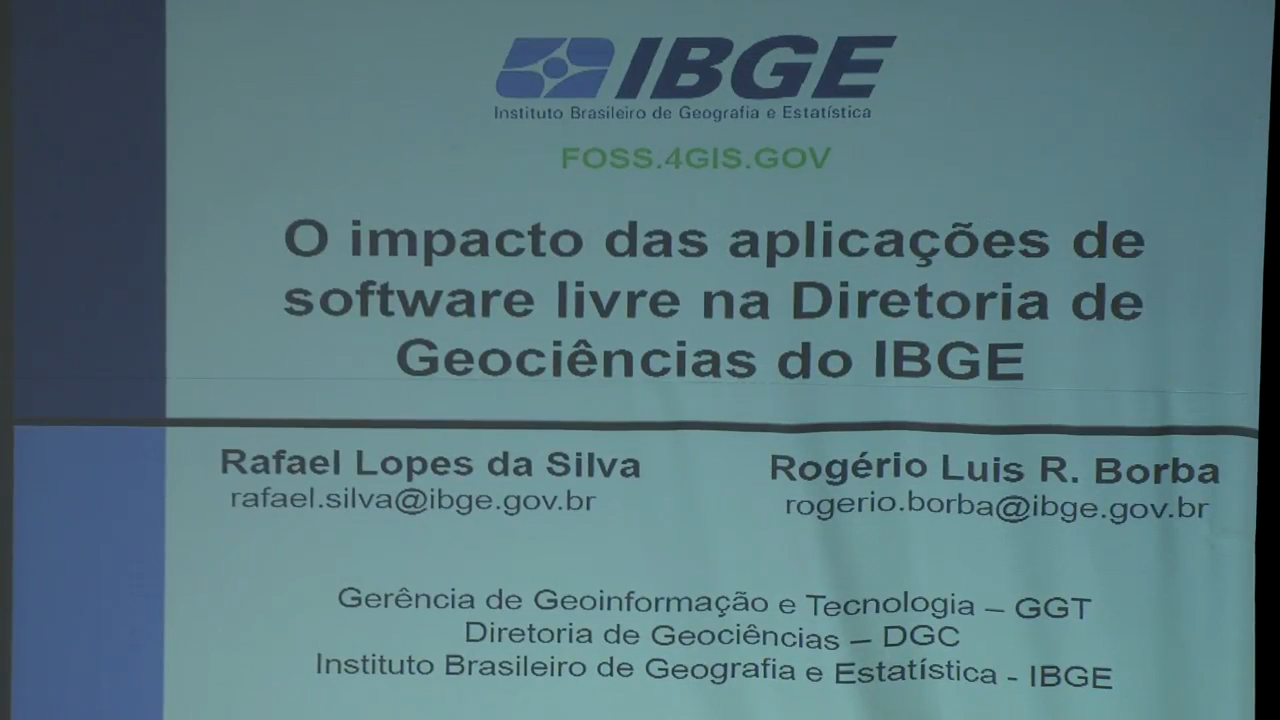 IBGE
Instituto Brasileiro de Geografia e Estatística
FOSS.4GIS.GOV
O impacto das aplicações de
software livre na Diretoria de
Geociências do IBGE
Rafael Lopes da Silva
rafael.silva@ibge.gov.br
Rogério Luis R. Borba
rogerio.borba@ibge.gov.br
Gerência de Geoinformação e Tecnologia – GGT
Diretoria de Geociências – DGC
Instituto Brasileiro de Geografia e Estatística - IBGE